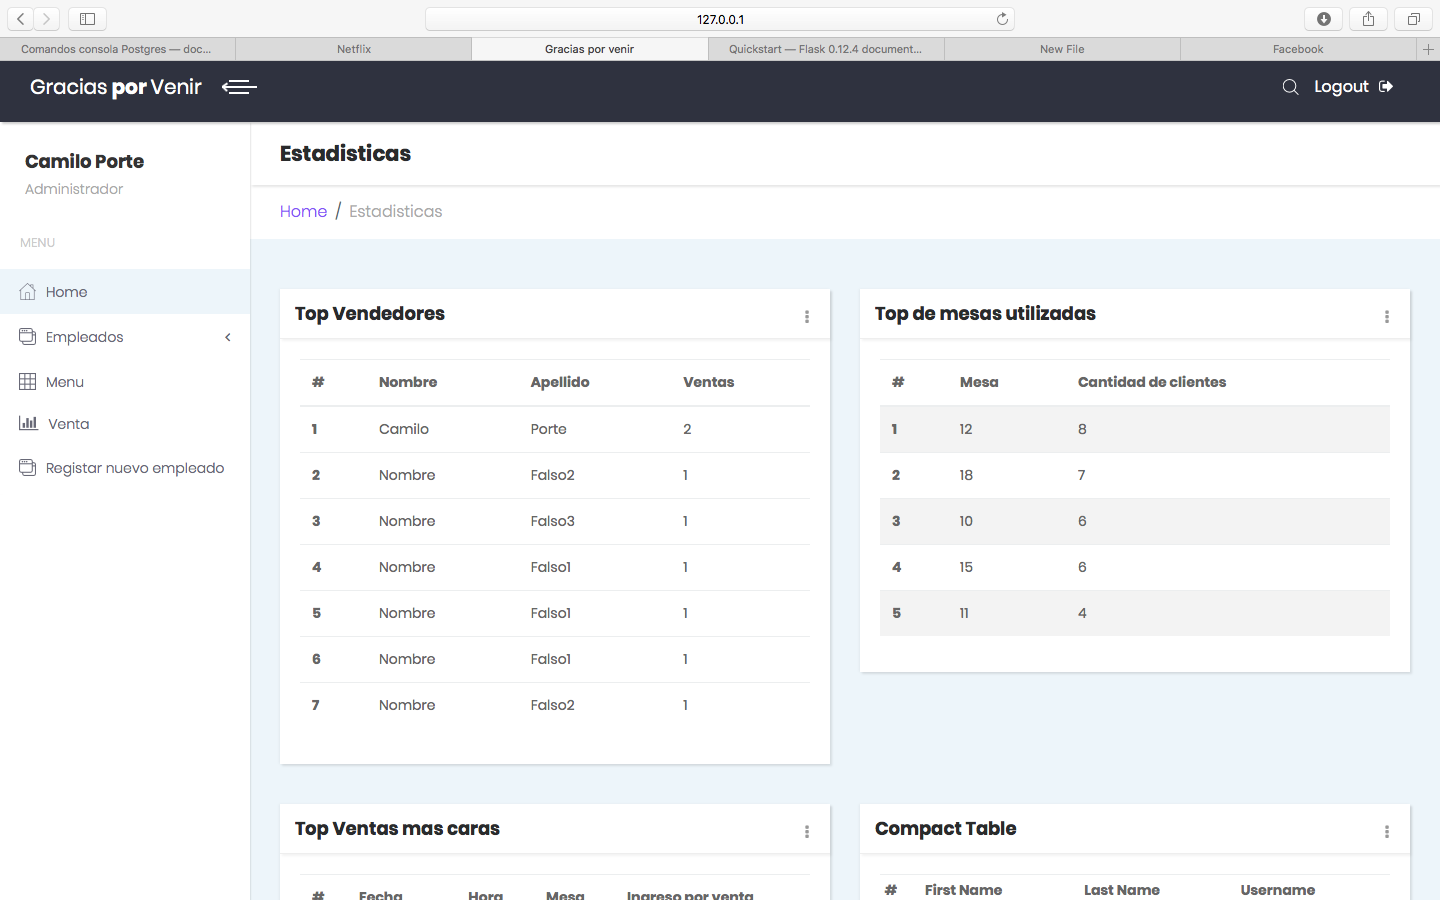 127.0.0.1
Comandos consola Postgres — doc...
Netflix
Gracias por venir
Quickstart — Flask 0.12.4 document...
New File
Facebook
Gracias por Venir
Logout
Camilo Porte
Administrador
MENU
Home
Empleados
Menu
Venta
Registar nuevo empleado
Estadisticas
Home / Estadisticas
Top Vendedores
# Nombre Apellido Ventas
1 Camilo Porte 2
2 Nombre Falso2 1
3 Nombre Falso3 1
4 Nombre Falso1 1
5 Nombre Falso1 1
6 Nombre Falso1 1
7 Nombre Falso2 1
Top de mesas utilizadas
# Mesa Cantidad de clientes
1 12 8
2 18 7
3 10 6
4 15 6
5 11 4
Top Ventas mas caras
# Fecha Hora Mesa Ingreso por venta
Compact Table
# First Name Last Name Username